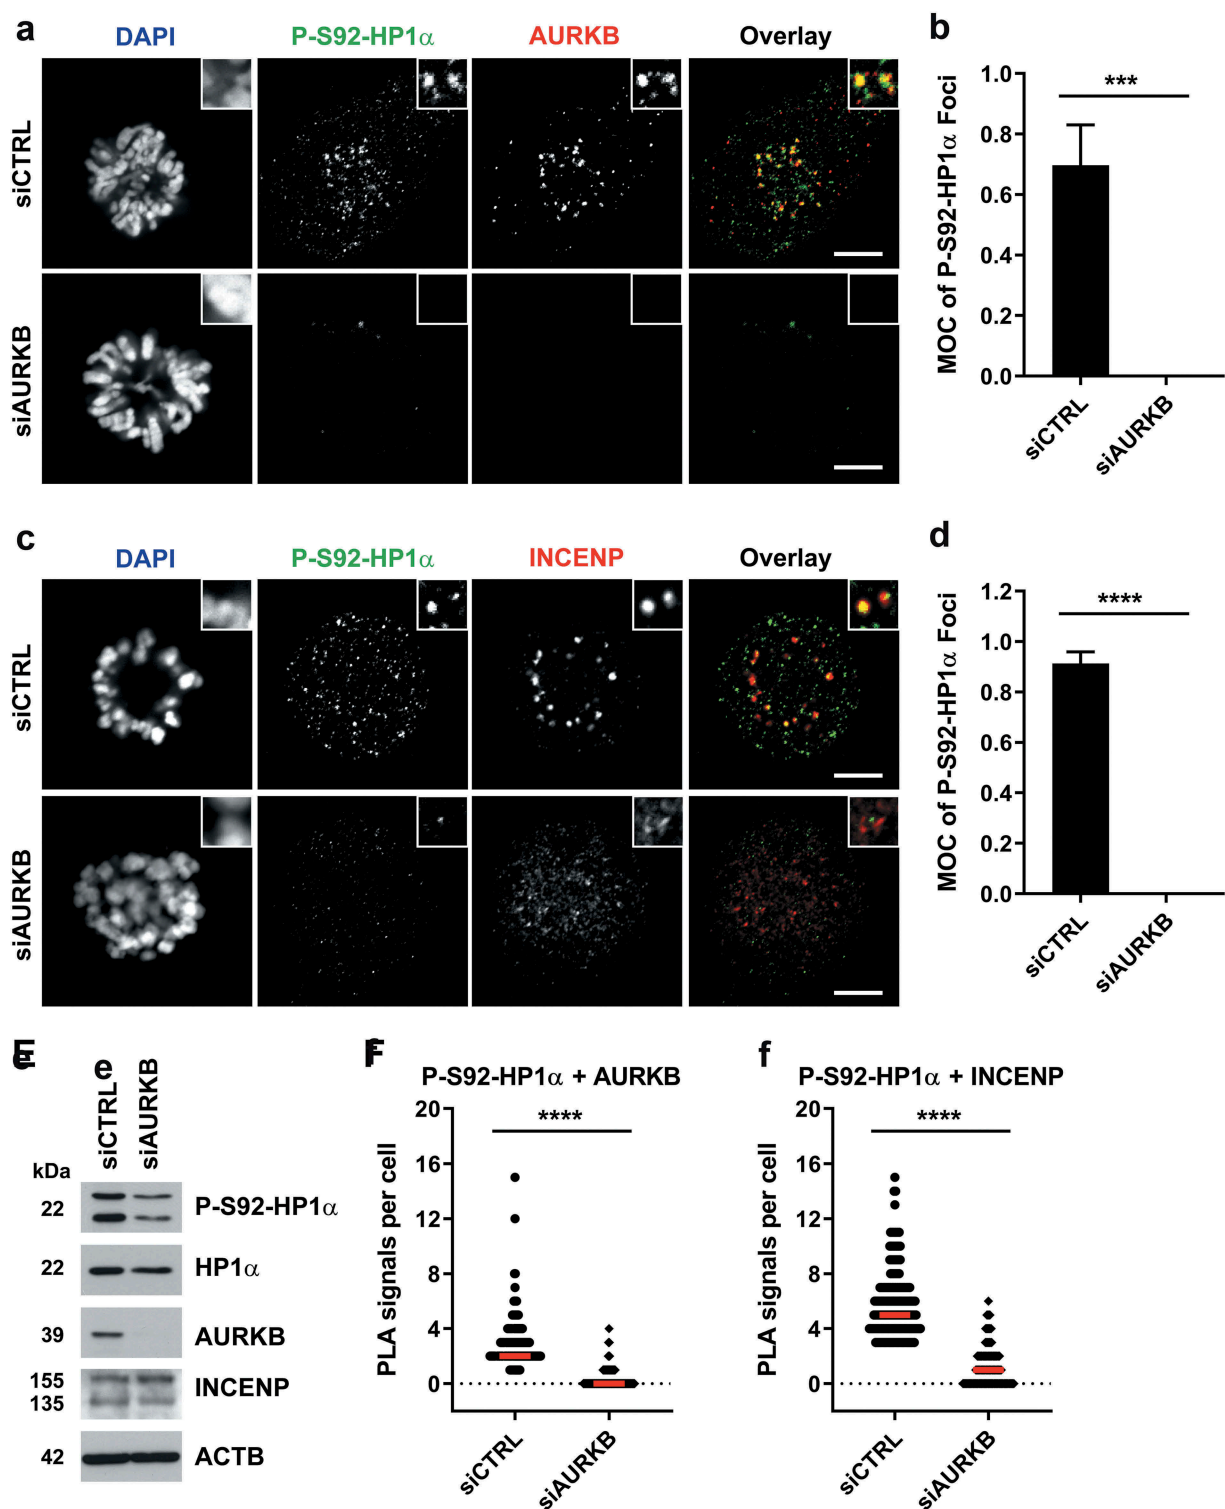 a
DAPI
P-S92-HP1α
AURKB
Overlay
siCTRL
siAURKB
b
MOC of P-S92-HP1α Foci
1.0
0.8
0.6
0.4
0.2
0.0
***
siCTRL
siAURKB
c
DAPI
P-S92-HP1α
INCENP
Overlay
siCTRL
siAURKB
d
MOC of P-S92-HP1α Foci
1.2
1.0
0.8
0.6
0.4
0.2
0.0
****
siCTRL
siAURKB
E
e
siCTRL
siAURKB
kDa
22
P-S92-HP1α
22
HP1α
39
AURKB
155
135
INCENP
42
ACTB
F
P-S92-HP1α + AURKB
PLA signals per cell
20
16
12
8
4
0
****
siCTRL
siAURKB
f
P-S92-HP1α + INCENP
PLA signals per cell
20
16
12
8
4
0
****
siCTRL
siAURKB